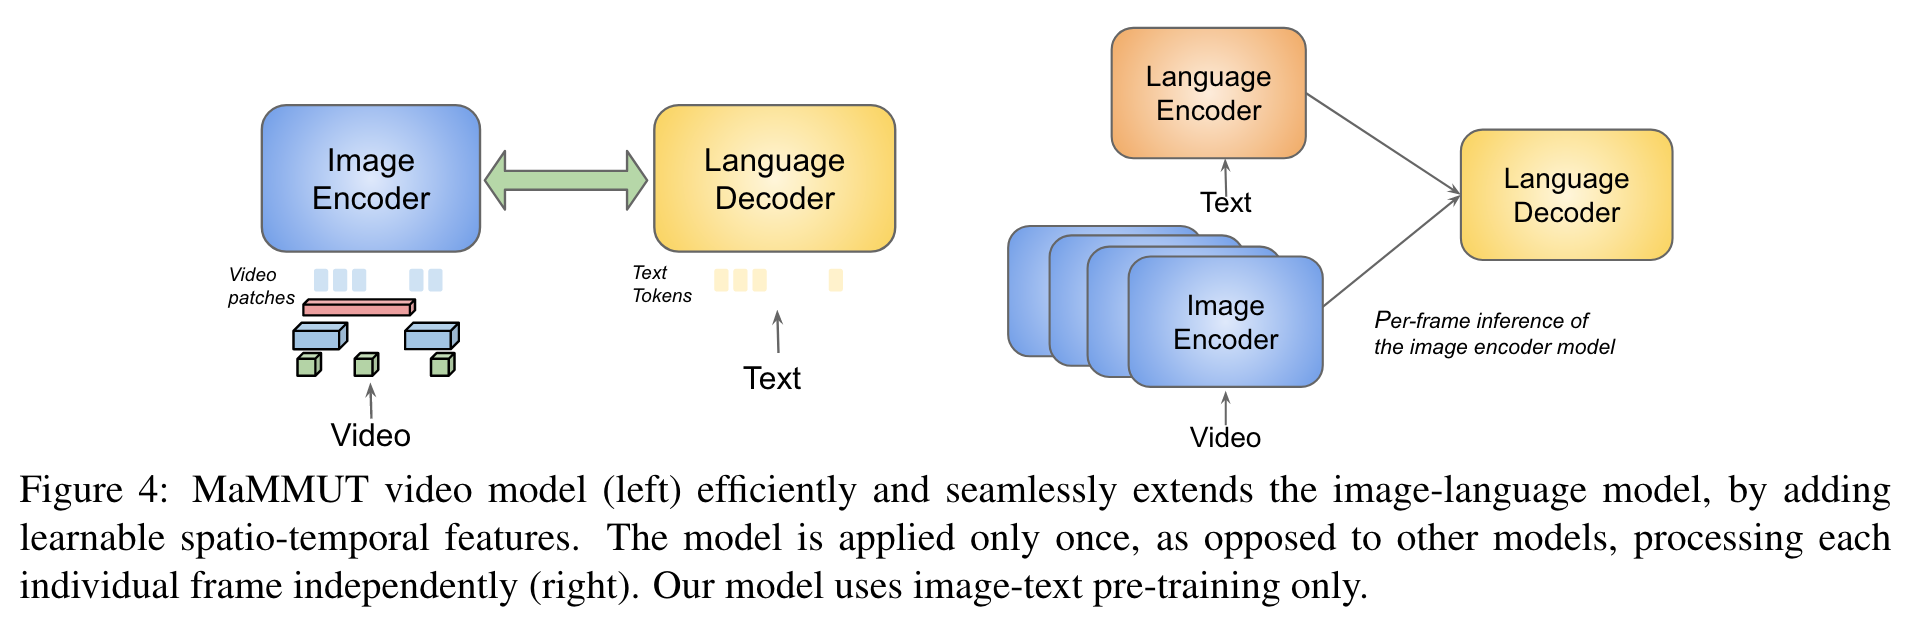 Image
Encoder
Language
Decoder
Video
patches
Text
Tokens
Video
Text
Language
Encoder
Text
Image
Encoder
Video
Language
Decoder
Per-frame inference of
the image encoder model
Figure 4: MaMMUT video model (left) efficiently and seamlessly extends the image-language model, by adding
learnable spatio-temporal features. The model is applied only once, as opposed to other models, processing each
individual frame independently (right). Our model uses image-text pre-training only.